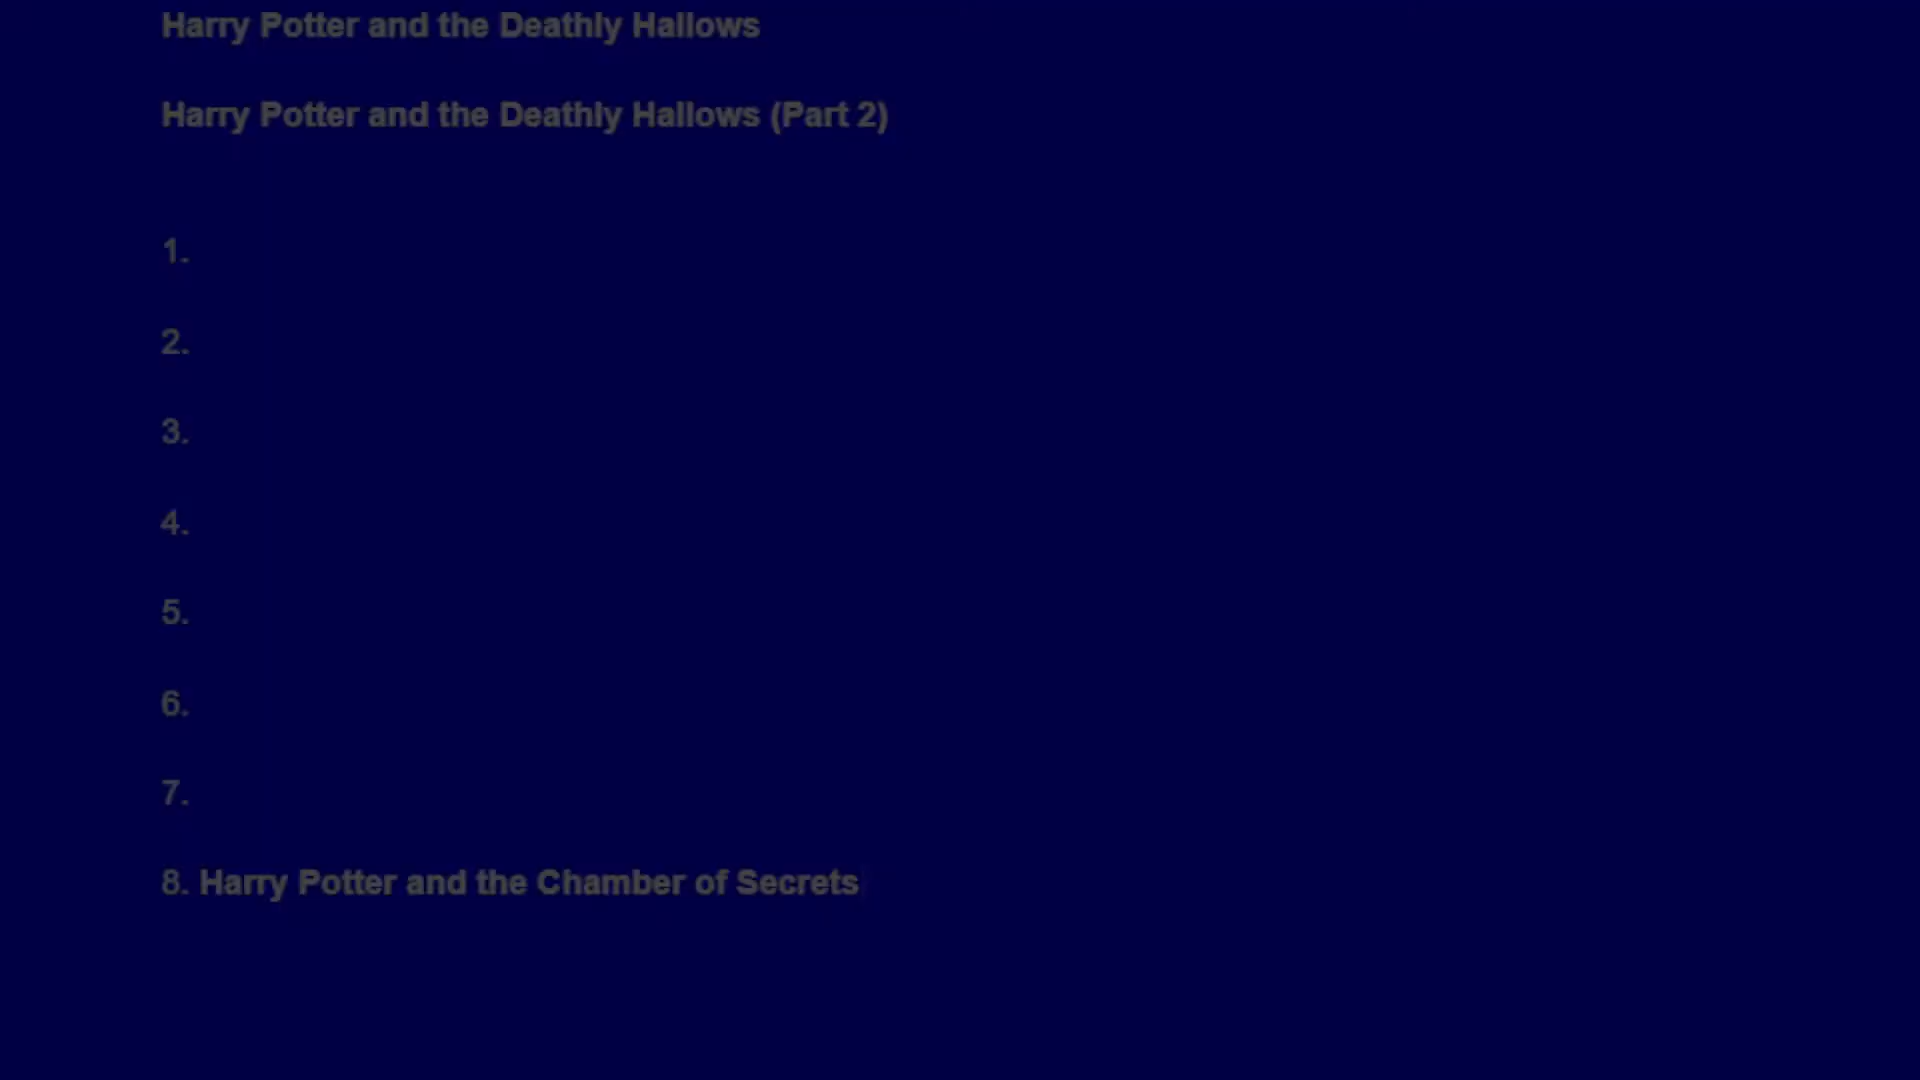 Harry Potter and the Deathly Hallows
Harry Potter and the Deathly Hallows (Part 2)
1.
2.
3.
4.
5.
6.
7.
8. Harry Potter and the Chamber of Secrets